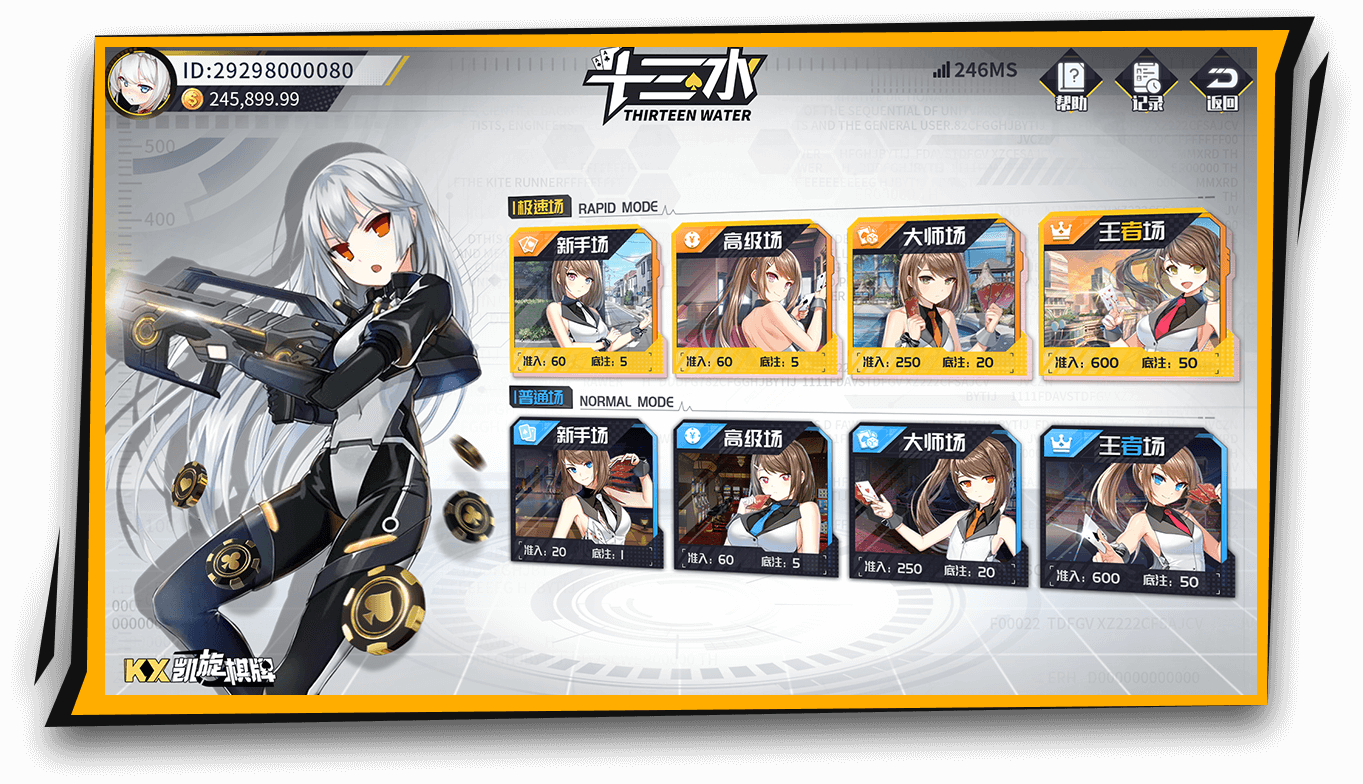 ID:29298000080
245,899.99
十三水
THIRTEEN WATER
246MS
帮助
记录
返回
500
400
THE KITE RUNNER
极速场 RAPID MODE
新手场
准入：60 底注：5
高级场
准入：60 底注：5
大师场
准入：250 底注：20
王者场
准入：600 底注：50
普通场 NORMAL MODE
新手场
准入：20 底注：1
高级场
准入：60 底注：5
大师场
准入：250 底注：20
王者场
准入：600 底注：50
KX凯旋棋牌